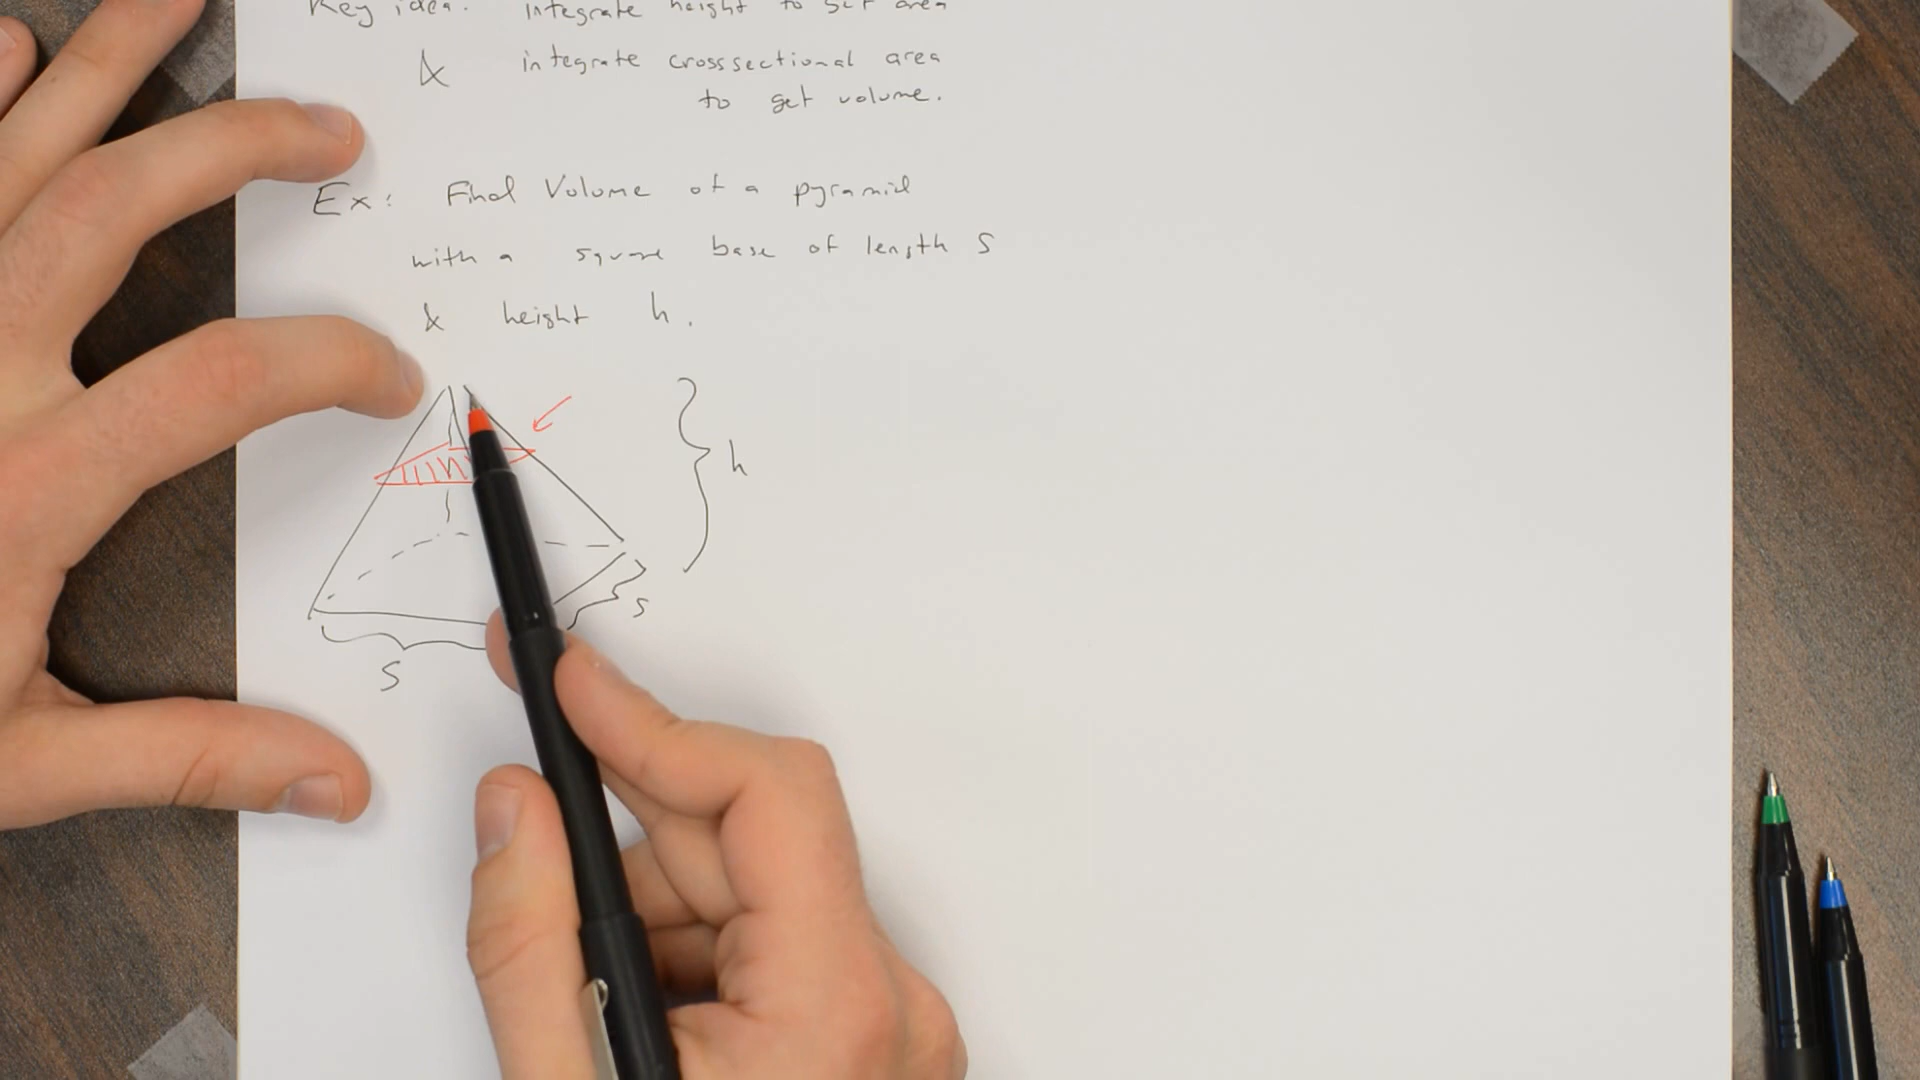 Key idea: integrate height to get area
& integrate crosssectional area
to get volume.
Ex: Find Volume of a pyramid
with a square base of length S
& height h.
h
s
S